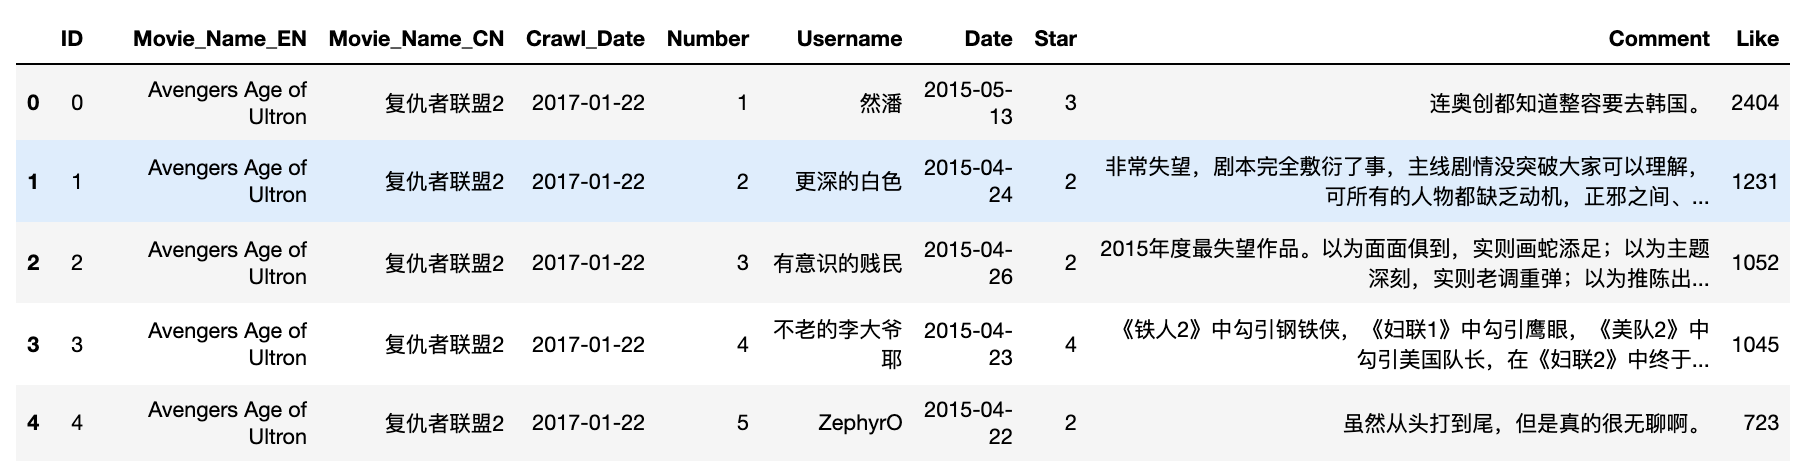 ID Movie_Name_EN Movie_Name_CN Crawl_Date Number Username Date Star Comment Like
0 0 Avengers Age of Ultron 复仇者联盟2 2017-01-22 1 然潘 2015-05-13 3 连奥创都知道整容要去韩国。 2404
1 1 Avengers Age of Ultron 复仇者联盟2 2017-01-22 2 更深的白色 2015-04-24 2 非常失望，剧本完全敷衍了事，主线剧情没突破大家可以理解，可所有的人物都缺乏动机，正邪之间、... 1231
2 2 Avengers Age of Ultron 复仇者联盟2 2017-01-22 3 有意识的贱民 2015-04-26 2 2015年度最失望作品。以为面面俱到，实则画蛇添足；以为主题深刻，实则老调重弹；以为推陈出... 1052
3 3 Avengers Age of Ultron 复仇者联盟2 2017-01-22 4 不老的李大爷耶 2015-04-23 4 《铁人2》中勾引钢铁侠，《妇联1》中勾引鹰眼，《美队2》中勾引美国队长，在《妇联2》中终于... 1045
4 4 Avengers Age of Ultron 复仇者联盟2 2017-01-22 5 ZephyrO 2015-04-22 2 虽然从头打到尾，但是真的很无聊啊。 723